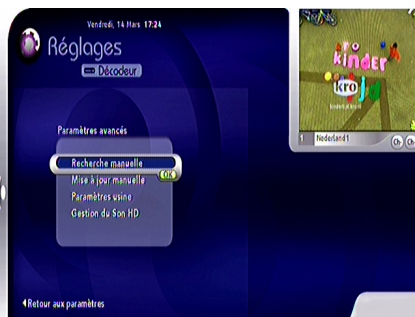 Vendredi, 14 Mars 17:24
Réglages
Décodeur
Paramètres avancés
Recherche manuelle
OK
Mise à jour manuelle
Paramètres usine
Gestion du Son HD
Retour aux paramètres
kro
kinder
kro
1 Nederland1
Ch Ch